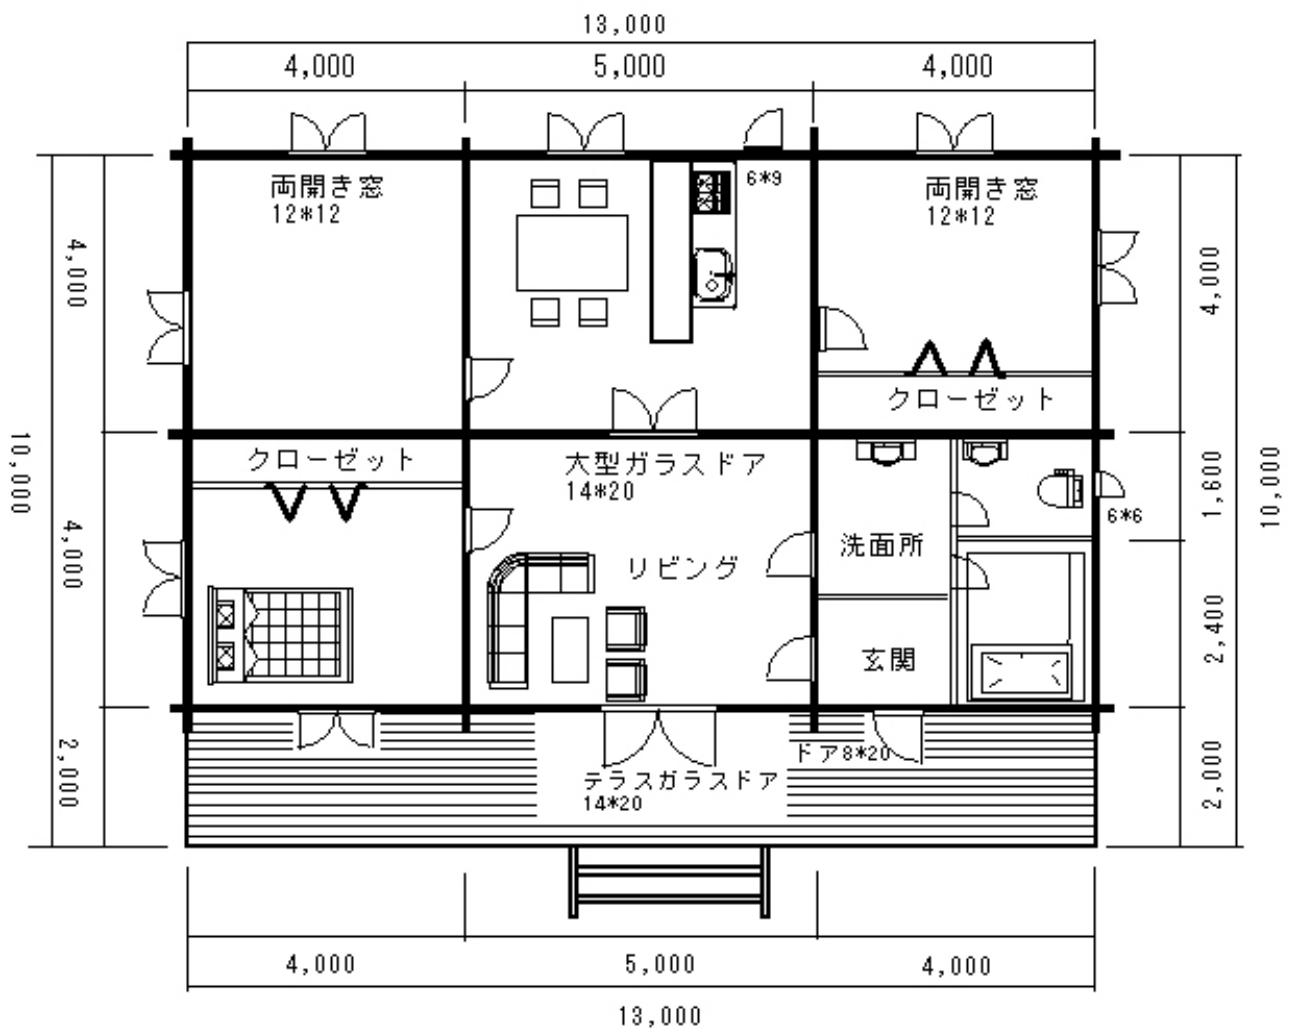 13,000
4,000
5,000
4,000
6*9
両開き窓
12*12
両開き窓
12*12
4,000
4,000
クローゼット
クローゼット
大型ガラスドア
14*20
10,000
4,000
1,600
10,000
6*6
洗面所
リビング
2,400
玄関
2,000
2,000
ドア8*20
テラスガラスドア
14*20
4,000
5,000
4,000
13,000